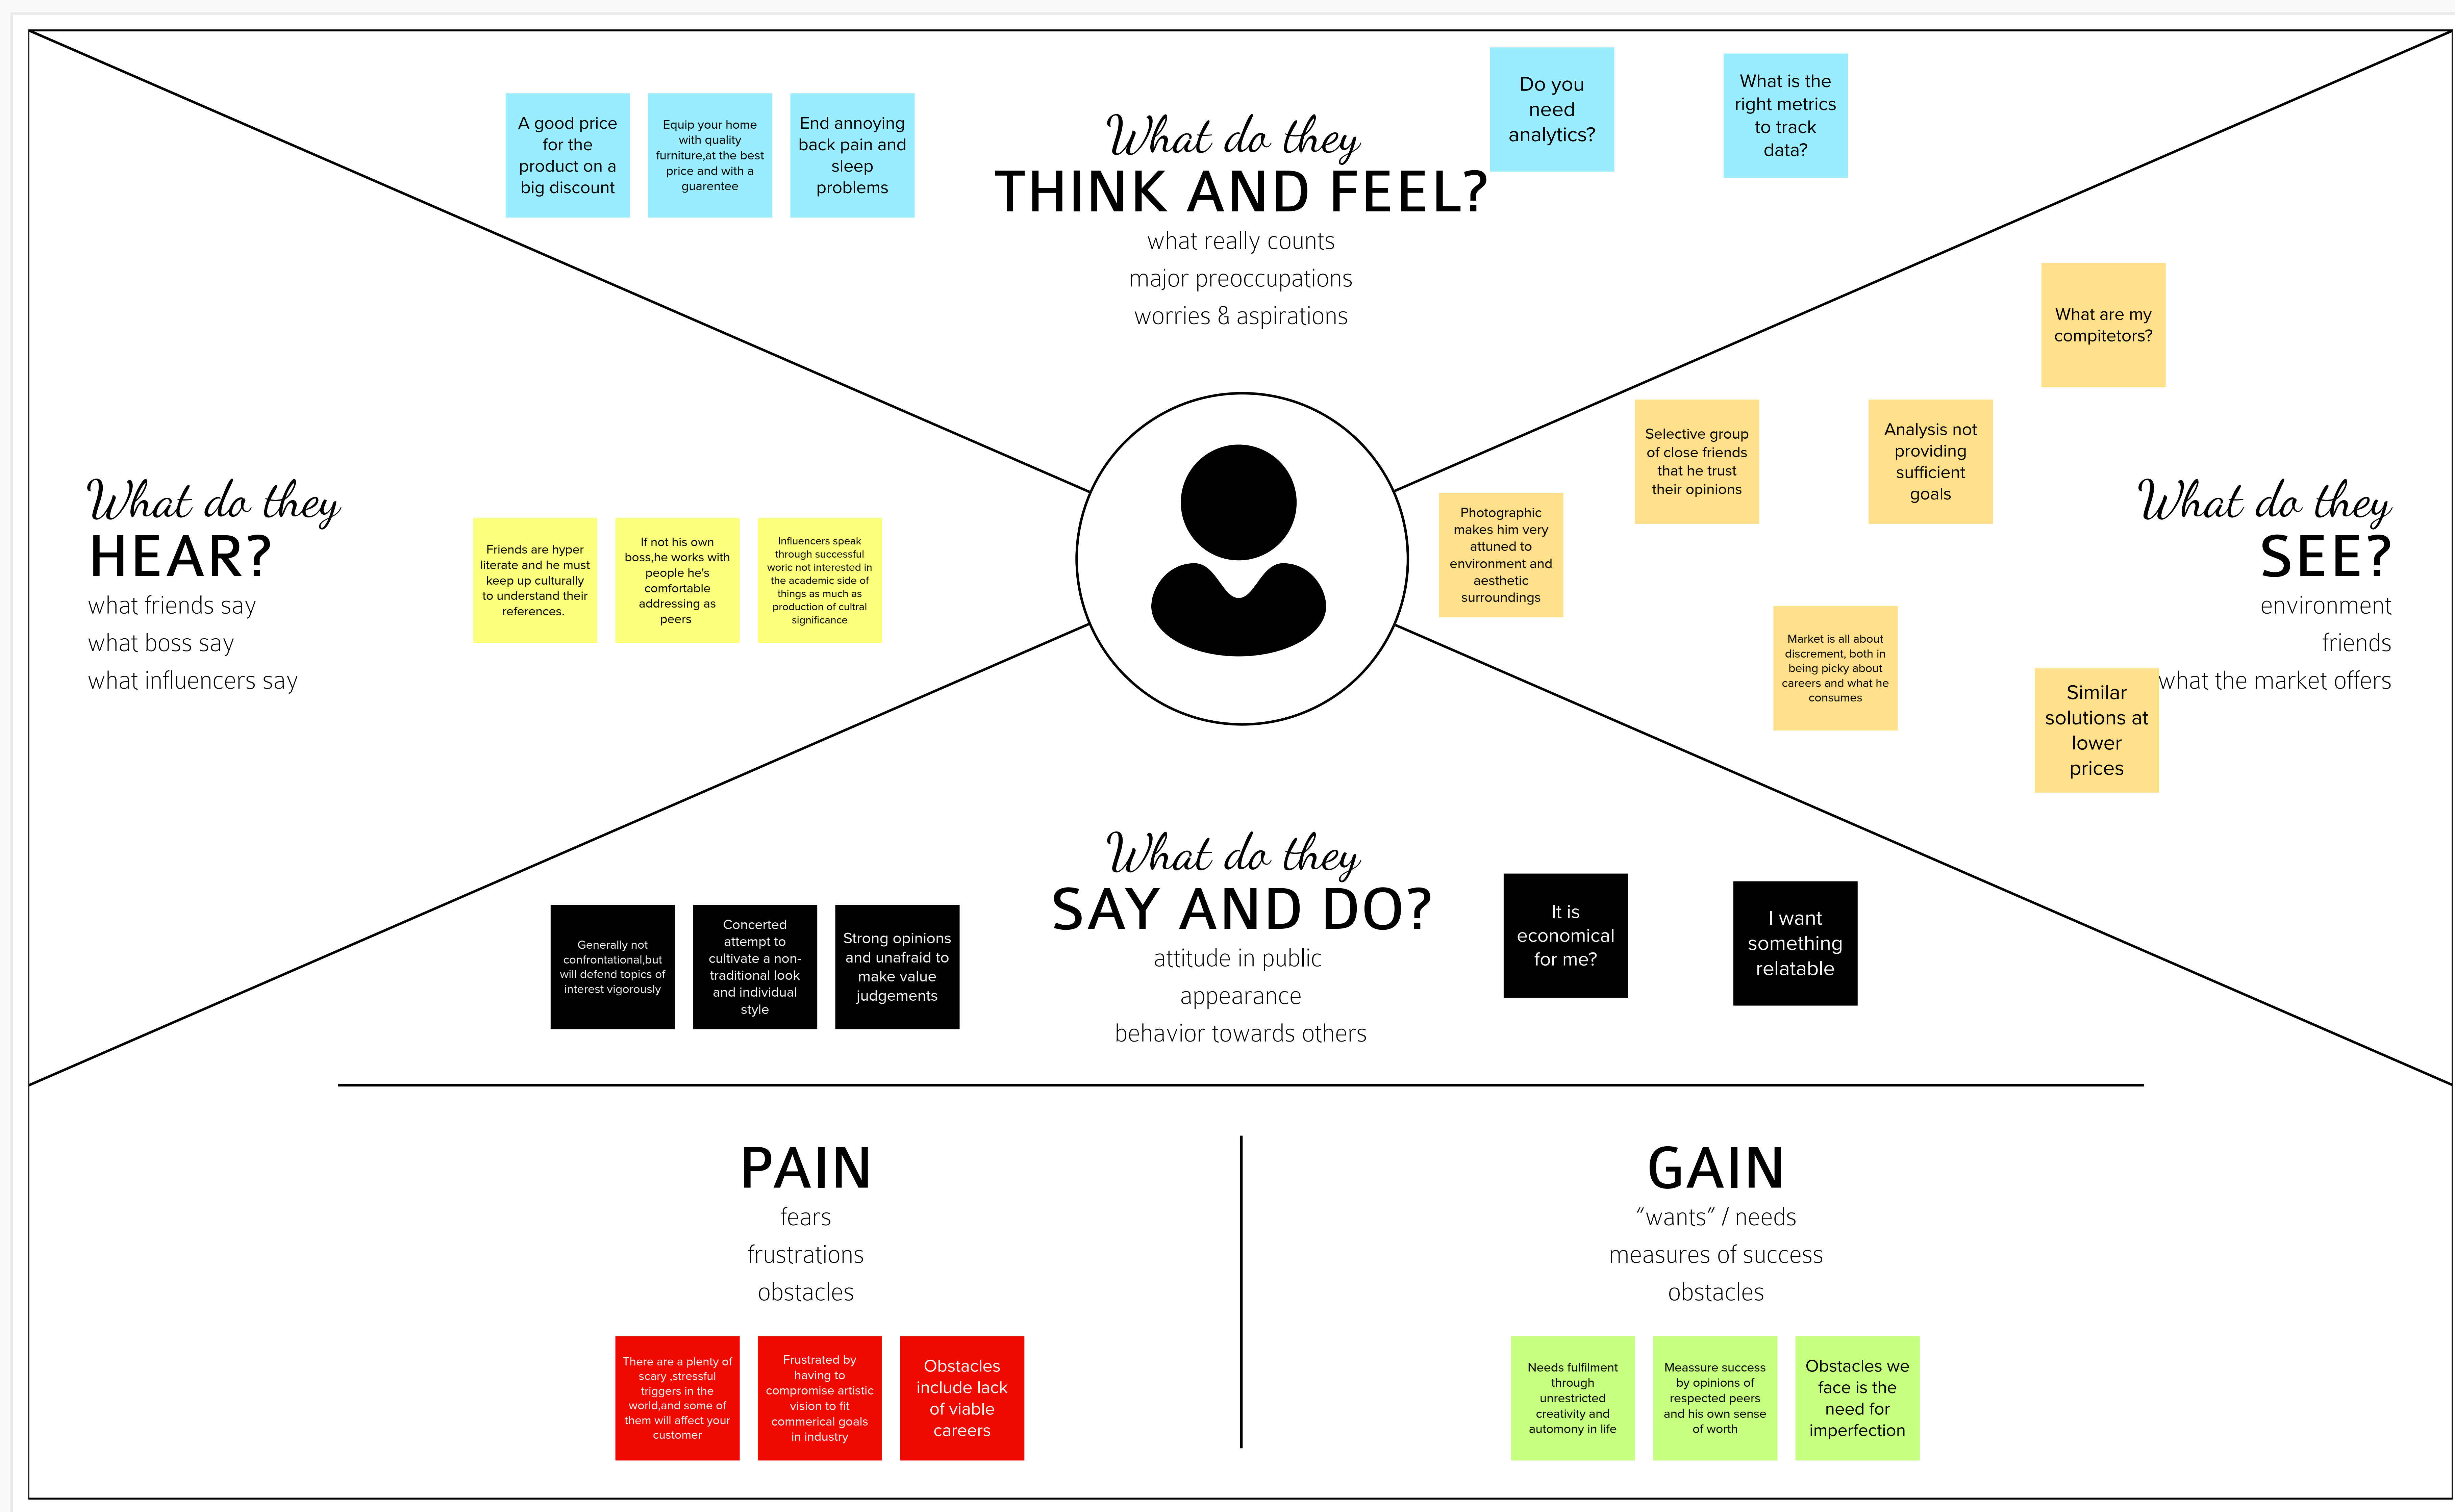 What do they
THINK AND FEEL?
what really counts
major preoccupations
worries & aspirations
A good price
for the
product on a
big discount
Equip your home
with quality
furniture,at the best
price and with a
guarentee
End annoying
back pain and
sleep
problems
Do you
need
analytics?
What is the
right metrics
to track
data?
What do they
HEAR?
what friends say
what boss say
what influencers say
Friends are hyper
literate and he must
keep up culturally
to understand their
references.
If not his own
boss,he works with
people he's
comfortable
addressing as
peers
Influencers speak
through successful
woric not interested in
the academic side of
things as much as
production of cultral
significance
What do they
SEE?
environment
friends
what the market offers
What are my
compitetors?
Selective group
of close friends
that he trust
their opinions
Analysis not
providing
sufficient
goals
Photographic
makes him very
attuned to
environment and
aesthetic
surroundings
Market is all about
discrement, both in
being picky about
careers and what he
consumes
Similar
solutions at
lower
prices
What do they
SAY AND DO?
attitude in public
appearance
behavior towards others
Generally not
confrontational,but
will defend topics of
interest vigorously
Concerted
attempt to
cultivate a non-
traditional look
and individual
style
Strong opinions
and unafraid to
make value
judgements
It is
economical
for me?
I want
something
relatable
PAIN
fears
frustrations
obstacles
There are a plenty of
scary ,stressful
triggers in the
world,and some of
them will affect your
customer
Frustrated by
having to
compromise artistic
vision to fit
commerical goals
in industry
Obstacles
include lack
of viable
careers
GAIN
“wants” / needs
measures of success
obstacles
Needs fulfilment
through
unrestricted
creativity and
automony in life
Meassure success
by opinions of
respected peers
and his own sense
of worth
Obstacles we
face is the
need for
imperfection